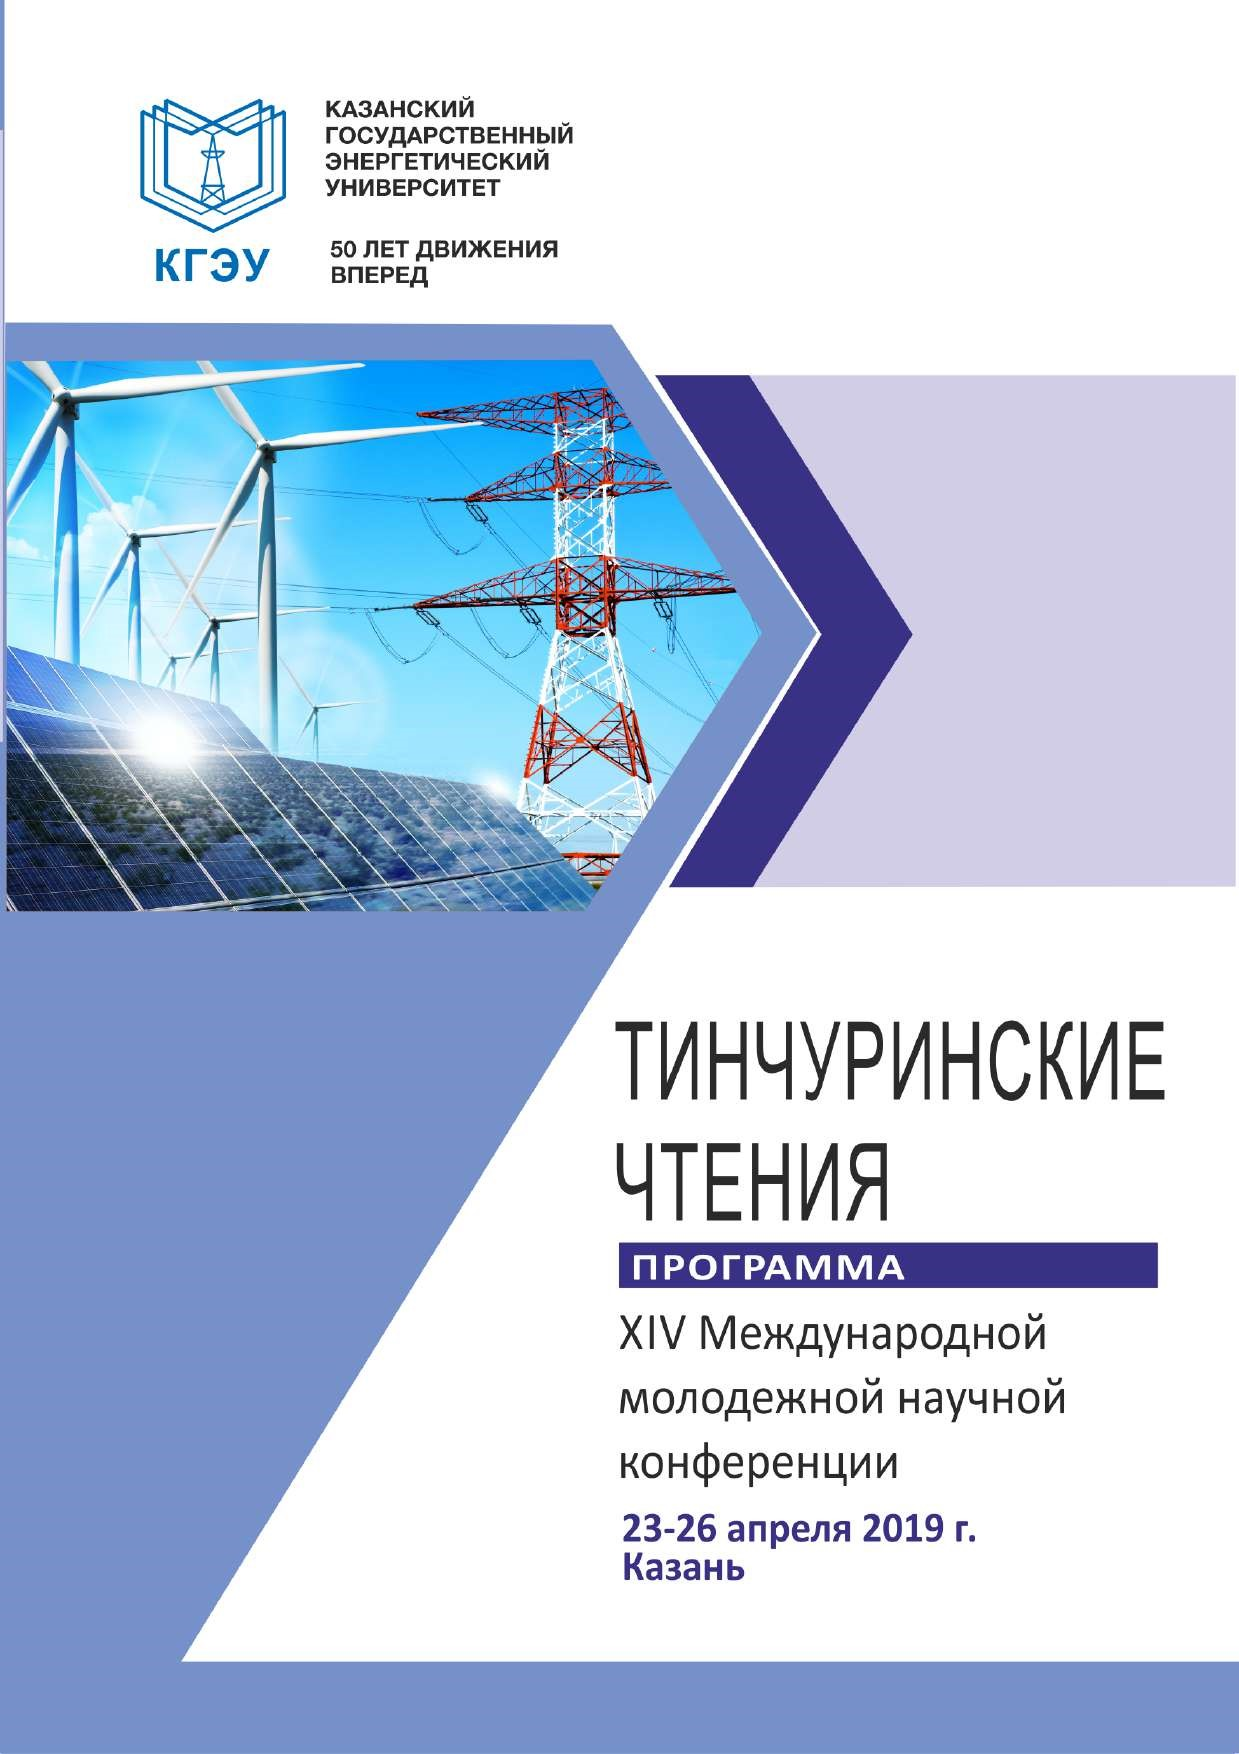 КАЗАНСКИЙ
ГОСУДАРСТВЕННЫЙ
ЭНЕРГЕТИЧЕСКИЙ
УНИВЕРСИТЕТ
КГЭУ
50 ЛЕТ ДВИЖЕНИЯ
ВПЕРЕД
ТИНЧУРИНСКИЕ
ЧТЕНИЯ
ПРОГРАММА
XIV Международной
молодежной научной
конференции
23-26 апреля 2019 г.
Казань